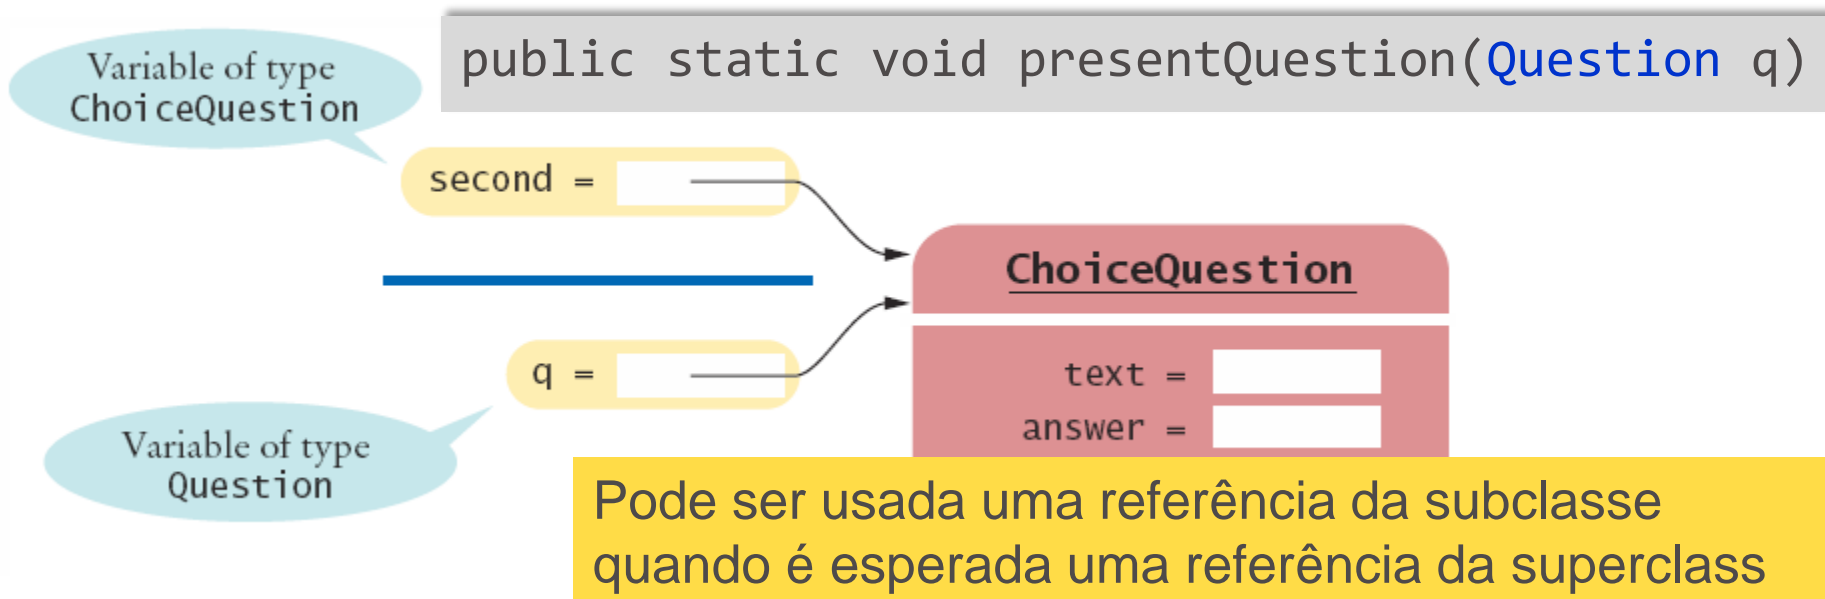 public static void presentQuestion(Question q)
Variable of type
ChoiceQuestion
second =
ChoiceQuestion
q =
text =
answer =
Variable of type
Question
Pode ser usada uma referência da subclasse
quando é esperada uma referência da superclass